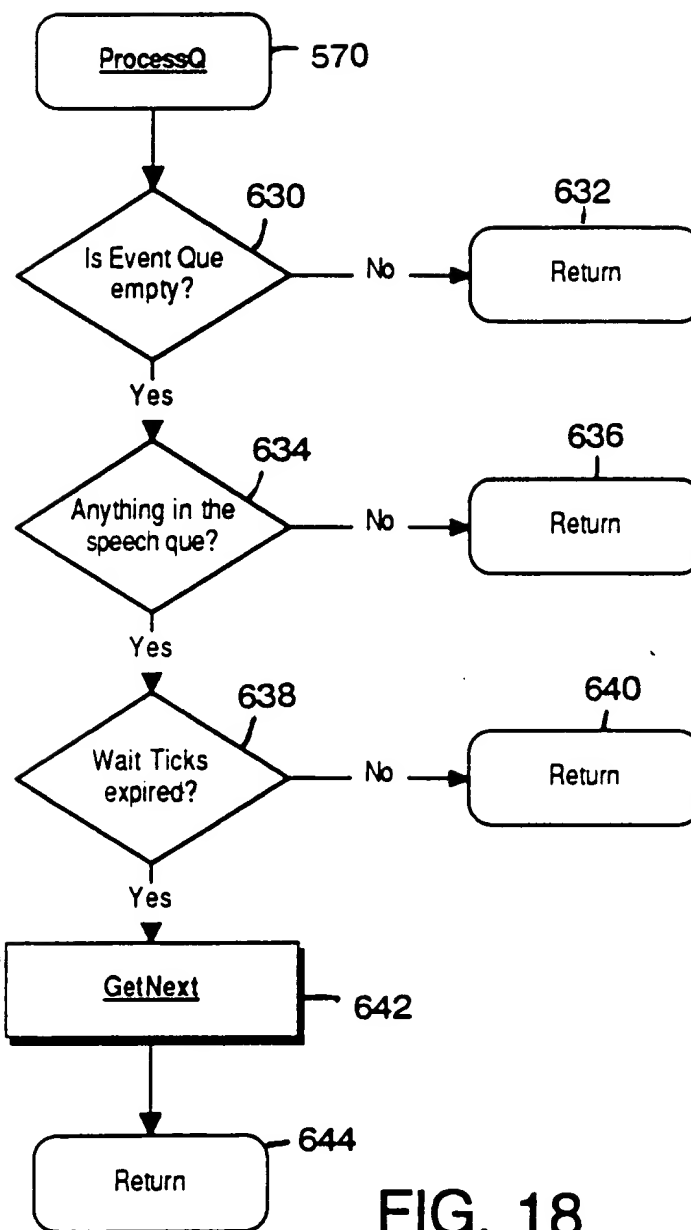 ProcessQ
570
630
632
Is Event Que
empty?
No
Return
Yes
634
636
Anything in the
speech que?
No
Return
Yes
638
640
Wait Ticks
expired?
No
Return
Yes
GetNext
642
644
Return
FIG. 18